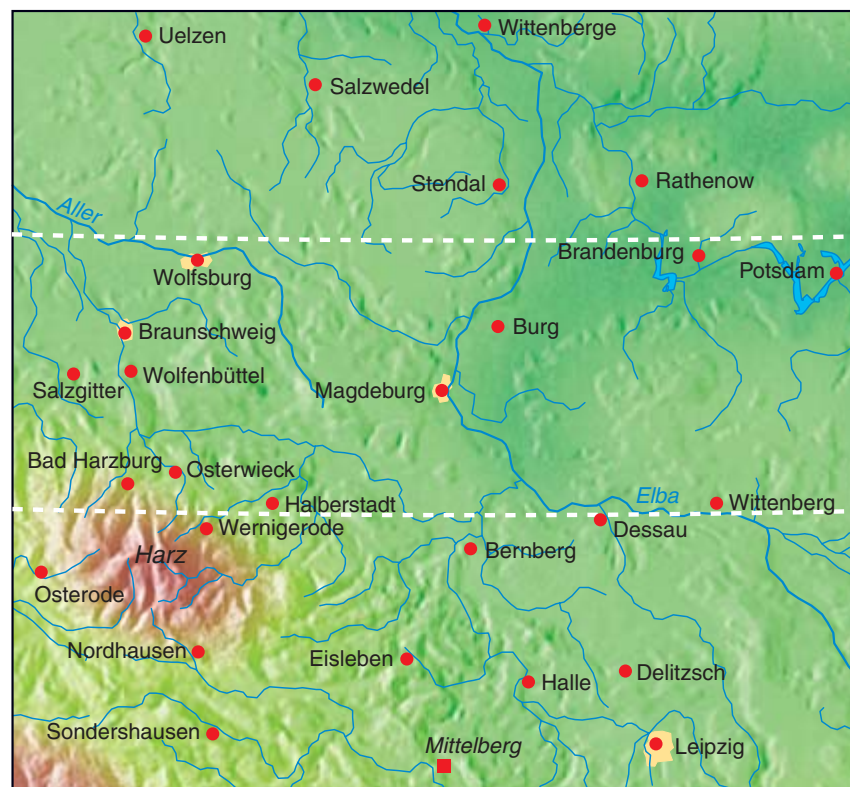 Uelzen
Wittenberge
Salzwedel
Stendal
Rathenow
Aller
Brandenburg
Potsdam
Wolfsburg
Braunschweig
Burg
Wolfenbüttel
Salzgitter
Magdeburg
Bad Harzburg
Osterwieck
Halberstadt
Elba
Wittenberg
Wernigerode
Dessau
Harz
Bernberg
Osterode
Nordhausen
Eisleben
Halle
Delitzsch
Sondershausen
Mittelberg
Leipzig